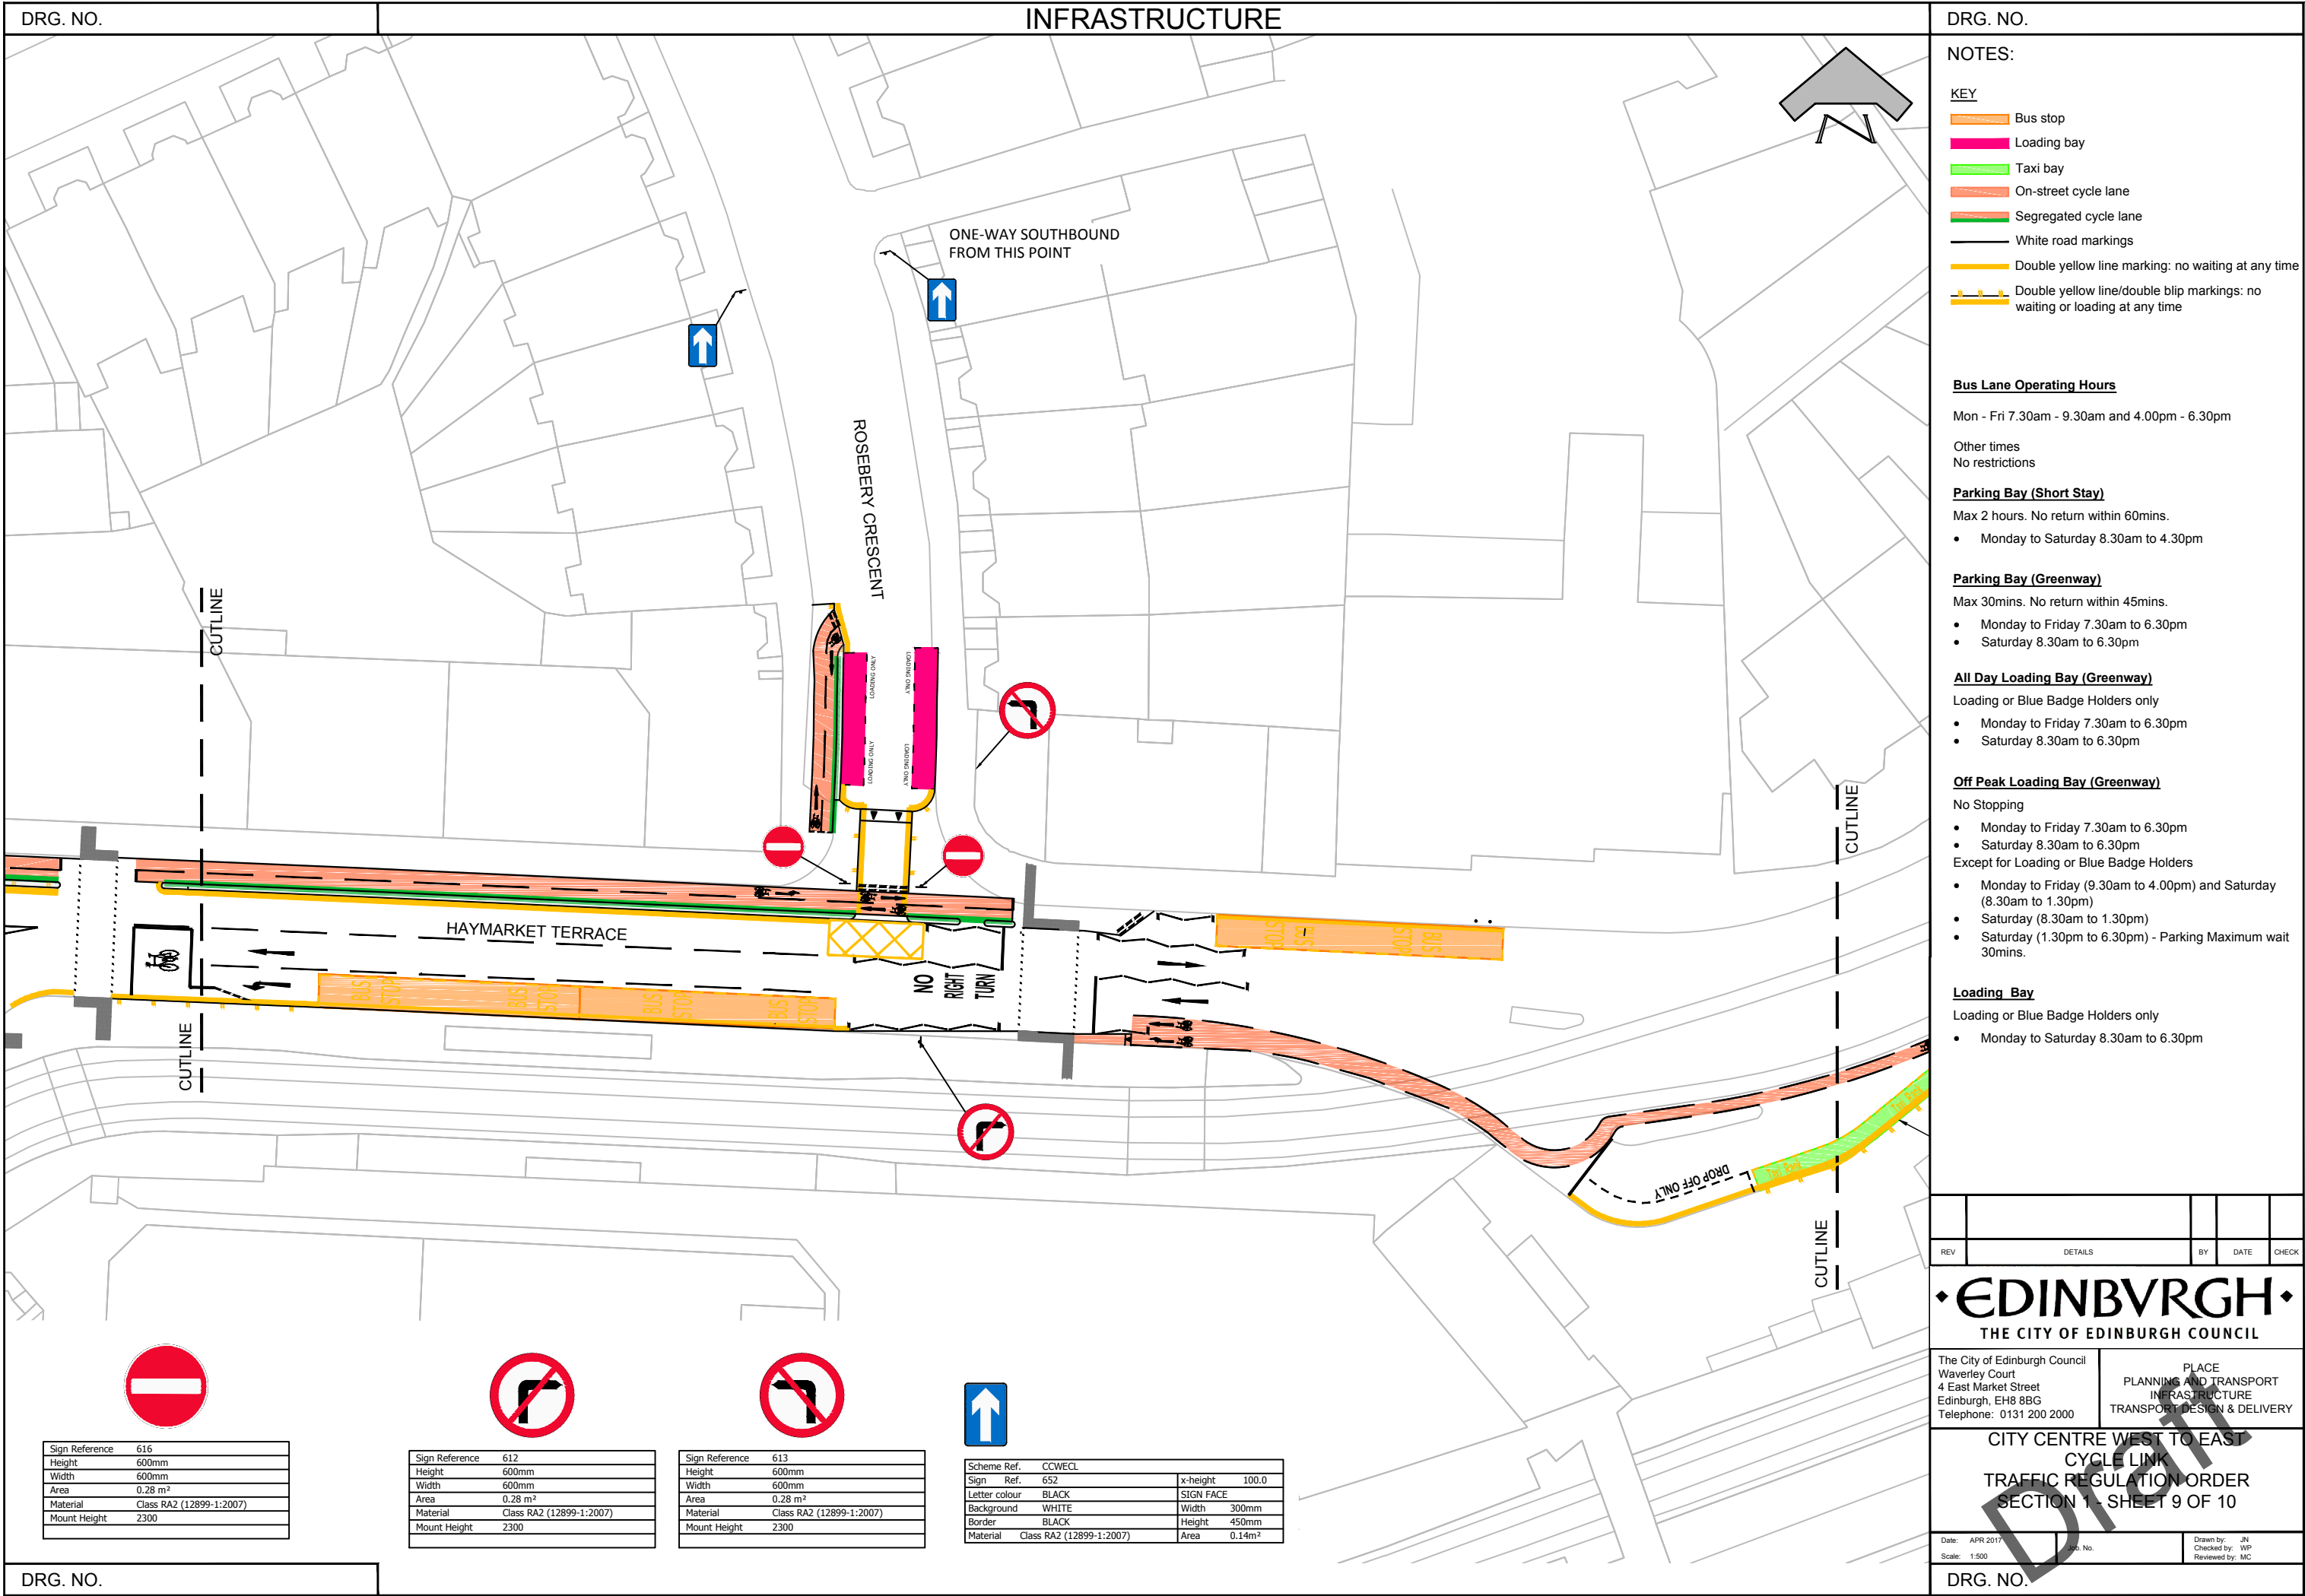 DRG. NO.
INFRASTRUCTURE
DRG. NO.
ONE-WAY SOUTHBOUND
FROM THIS POINT
ROSEBERY CRESCENT
CUTLINE
LOADING ONLY
LOADING ONLY
LOADING ONLY
LOADING ONLY
CUTLINE
HAYMARKET TERRACE
BUS
STOP
BUS
STOP
BUS
STOP
BUS
STOP
NO
RIGHT
TURN
BUS
STOP
BUS
STOP
CUTLINE
DROP OFF ONLY
CUTLINE
NOTES:
KEY
Bus stop
Loading bay
Taxi bay
On-street cycle lane
Segregated cycle lane
White road markings
Double yellow line marking: no waiting at any time
Double yellow line/double blip markings: no
waiting or loading at any time
Bus Lane Operating Hours
Mon - Fri 7.30am - 9.30am and 4.00pm - 6.30pm
Other times
No restrictions
Parking Bay (Short Stay)
Max 2 hours. No return within 60mins.
• Monday to Saturday 8.30am to 4.30pm
Parking Bay (Greenway)
Max 30mins. No return within 45mins.
• Monday to Friday 7.30am to 6.30pm
• Saturday 8.30am to 6.30pm
All Day Loading Bay (Greenway)
Loading or Blue Badge Holders only
• Monday to Friday 7.30am to 6.30pm
• Saturday 8.30am to 6.30pm
Off Peak Loading Bay (Greenway)
No Stopping
• Monday to Friday 7.30am to 6.30pm
• Saturday 8.30am to 6.30pm
Except for Loading or Blue Badge Holders
• Monday to Friday (9.30am to 4.00pm) and Saturday
(8.30am to 1.30pm)
• Saturday (8.30am to 1.30pm)
• Saturday (1.30pm to 6.30pm) - Parking Maximum wait
30mins.
Loading Bay
Loading or Blue Badge Holders only
• Monday to Saturday 8.30am to 6.30pm
REV DETAILS BY DATE CHECK
EDINBVRGH
THE CITY OF EDINBURGH COUNCIL
The City of Edinburgh Council
Waverley Court
4 East Market Street
Edinburgh, EH8 8BG
Telephone: 0131 200 2000
PLACE
PLANNING AND TRANSPORT
INFRASTRUCTURE
TRANSPORT DESIGN & DELIVERY
CITY CENTRE WEST TO EAST
CYCLE LINK
TRAFFIC REGULATION ORDER
SECTION 1 - SHEET 9 OF 10
Draft
Date: APR 2017
Scale: 1:500
Job. No.
Drawn by: JN
Checked by: WP
Reviewed by: MC
DRG. NO.
Sign Reference 616
Height 600mm
Width 600mm
Area 0.28 m²
Material Class RA2 (12899-1:2007)
Mount Height 2300
Sign Reference 612
Height 600mm
Width 600mm
Area 0.28 m²
Material Class RA2 (12899-1:2007)
Mount Height 2300
Sign Reference 613
Height 600mm
Width 600mm
Area 0.28 m²
Material Class RA2 (12899-1:2007)
Mount Height 2300
Scheme Ref. CCWECL
Sign Ref. 652 x-height 100.0
Letter colour BLACK SIGN FACE
Background WHITE Width 300mm
Border BLACK Height 450mm
Material Class RA2 (12899-1:2007) Area 0.14m²
DRG. NO.